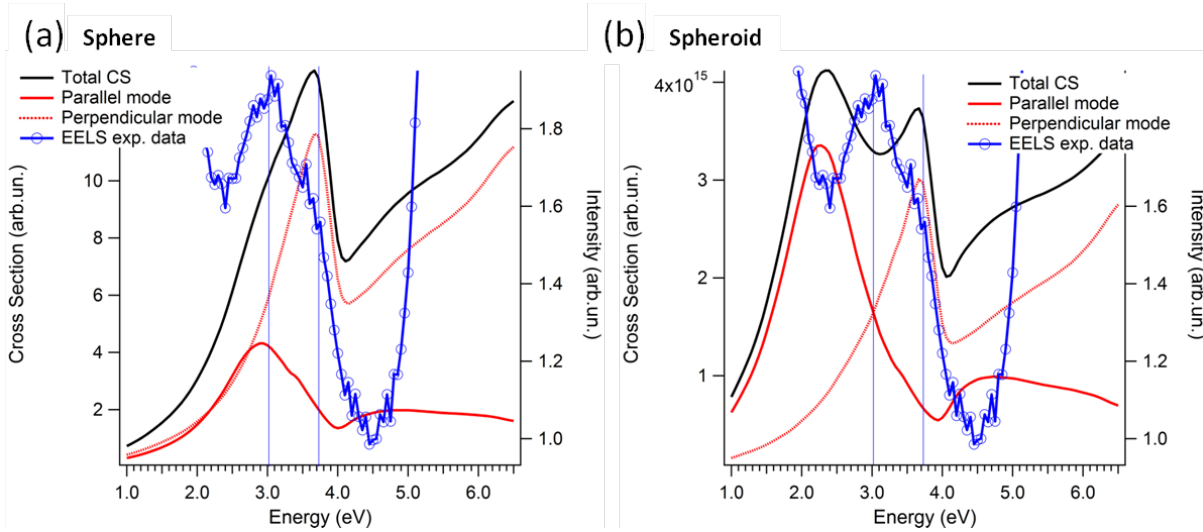 (a) Sphere
Total CS
Parallel mode
Perpendicular mode
EELS exp. data
Cross Section (arb.un.)
10
8
6
4
2
Intensity (arb.un.)
1.8
1.6
1.4
1.2
1.0
1.0 2.0 3.0 4.0 5.0 6.0
Energy (eV)
(b) Spheroid
Total CS
Parallel mode
Perpendicular mode
EELS exp. data
Cross Section (arb.un.)
4x10¹⁵
3
2
1
Intensity (arb.un.)
1.6
1.4
1.2
1.0
1.0 2.0 3.0 4.0 5.0 6.0
Energy (eV)